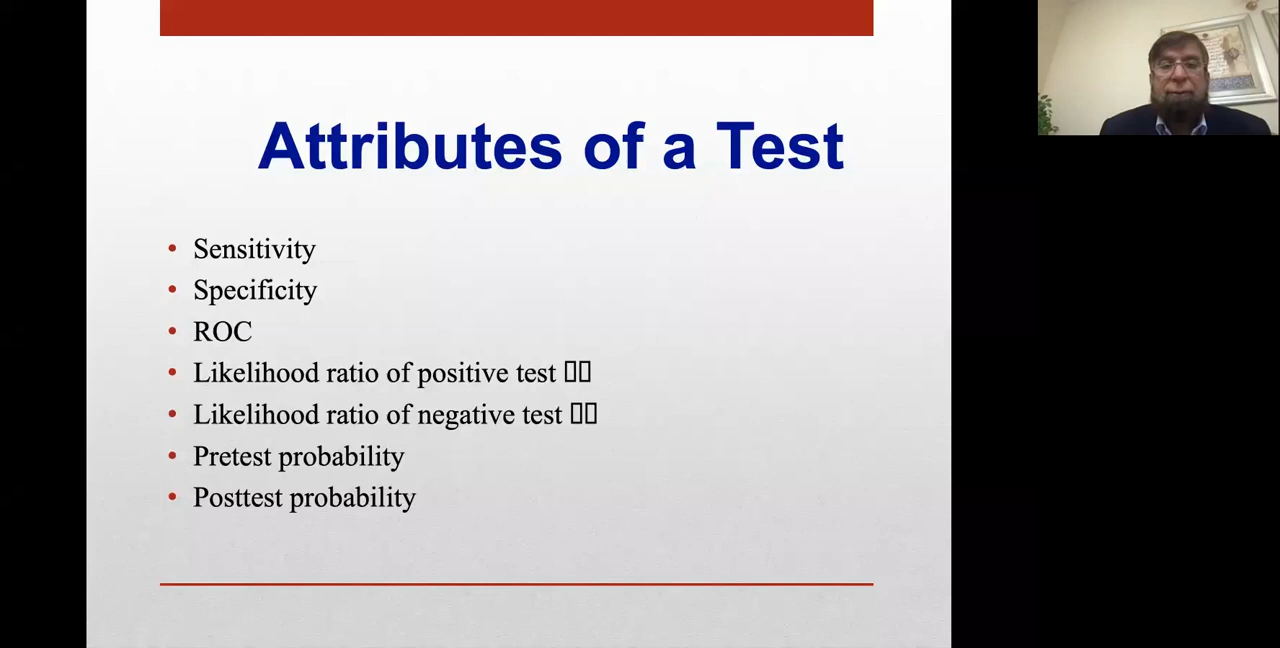 Attributes of a Test
• Sensitivity
• Specificity
• ROC
• Likelihood ratio of positive test
• Likelihood ratio of negative test
• Pretest probability
• Posttest probability